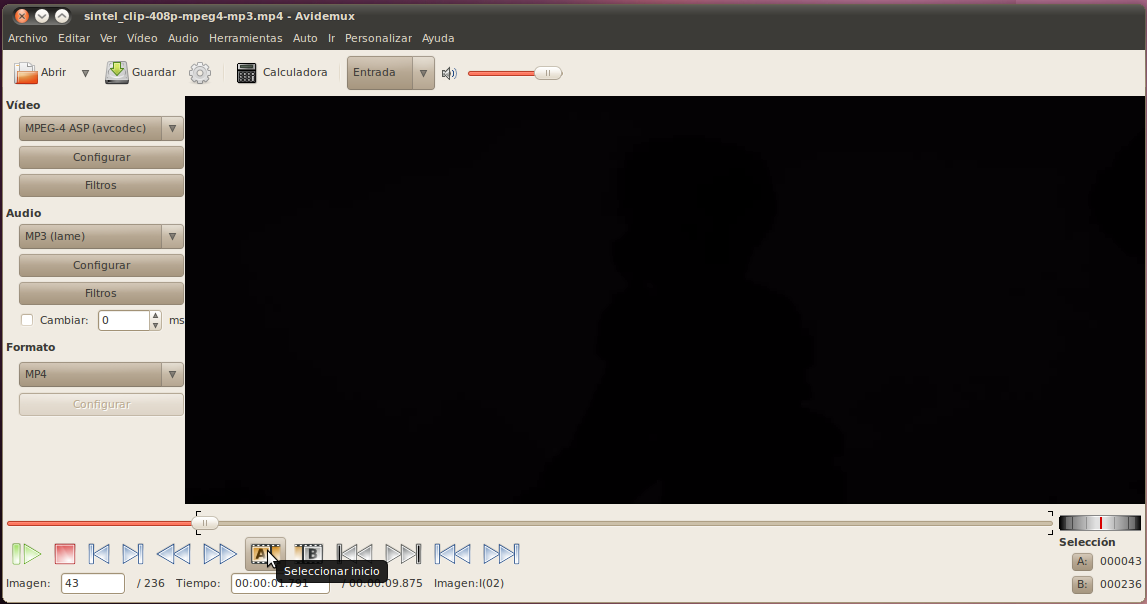 sintel_clip-408p-mpeg4-mp3.mp4 - Avidemux
Archivo Editar Ver Vídeo Audio Herramientas Auto Ir Personalizar Ayuda
Abrir Guardar Calculadora Entrada
Vídeo
MPEG-4 ASP (avcodec)
Configurar
Filtros
Audio
MP3 (lame)
Configurar
Filtros
Cambiar: 0 ms
Formato
MP4
Configurar
Selección
A B
A: 000043
Seleccionar inicio
Imagen: 43 / 236 Tiempo: 00:00:01.791 / 00:00:09.875 Imagen:I(02)
B: 000236